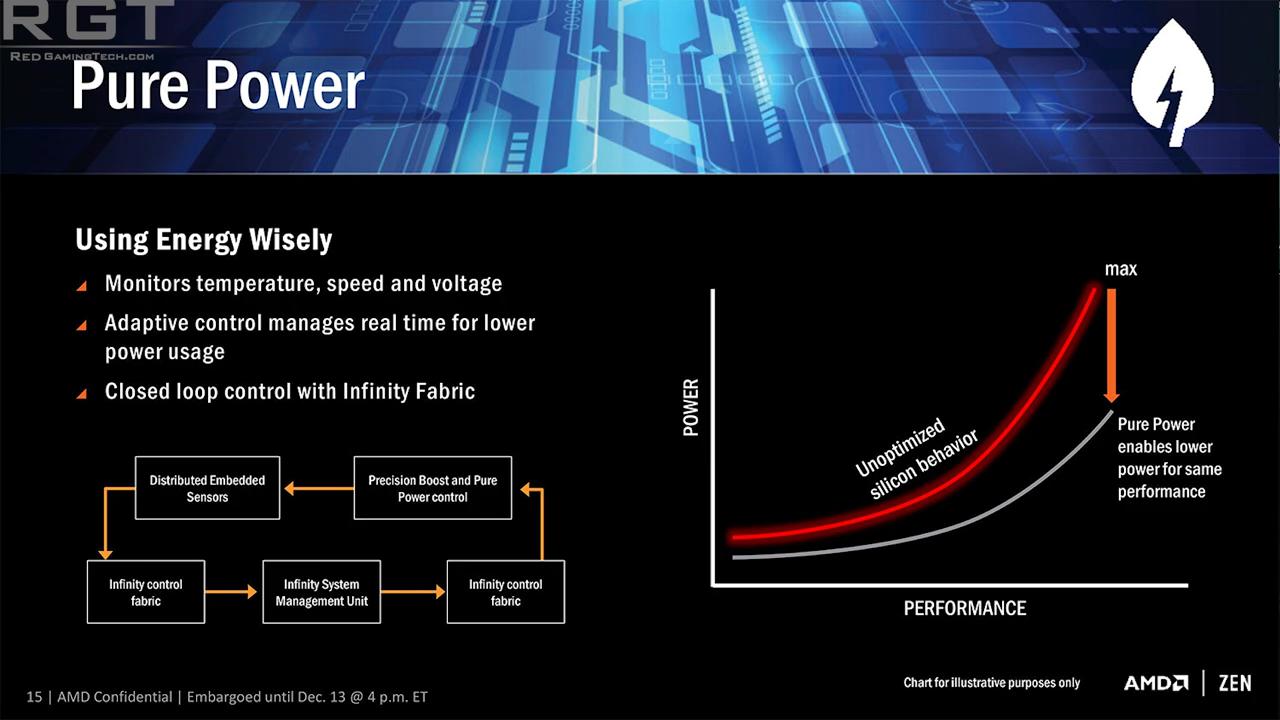 RGT
RED GAMINGTECH.COM
Pure Power
Using Energy Wisely
Monitors temperature, speed and voltage
Adaptive control manages real time for lower
power usage
Closed loop control with Infinity Fabric
Distributed Embedded
Sensors
Precision Boost and Pure
Power control
Infinity control
fabric
Infinity System
Management Unit
Infinity control
fabric
max
POWER
Unoptimized
silicon behavior
Pure Power
enables lower
power for same
performance
PERFORMANCE
Chart for illustrative purposes only
15 | AMD Confidential | Embargoed until Dec. 13 @ 4 p.m. ET
AMD | ZEN